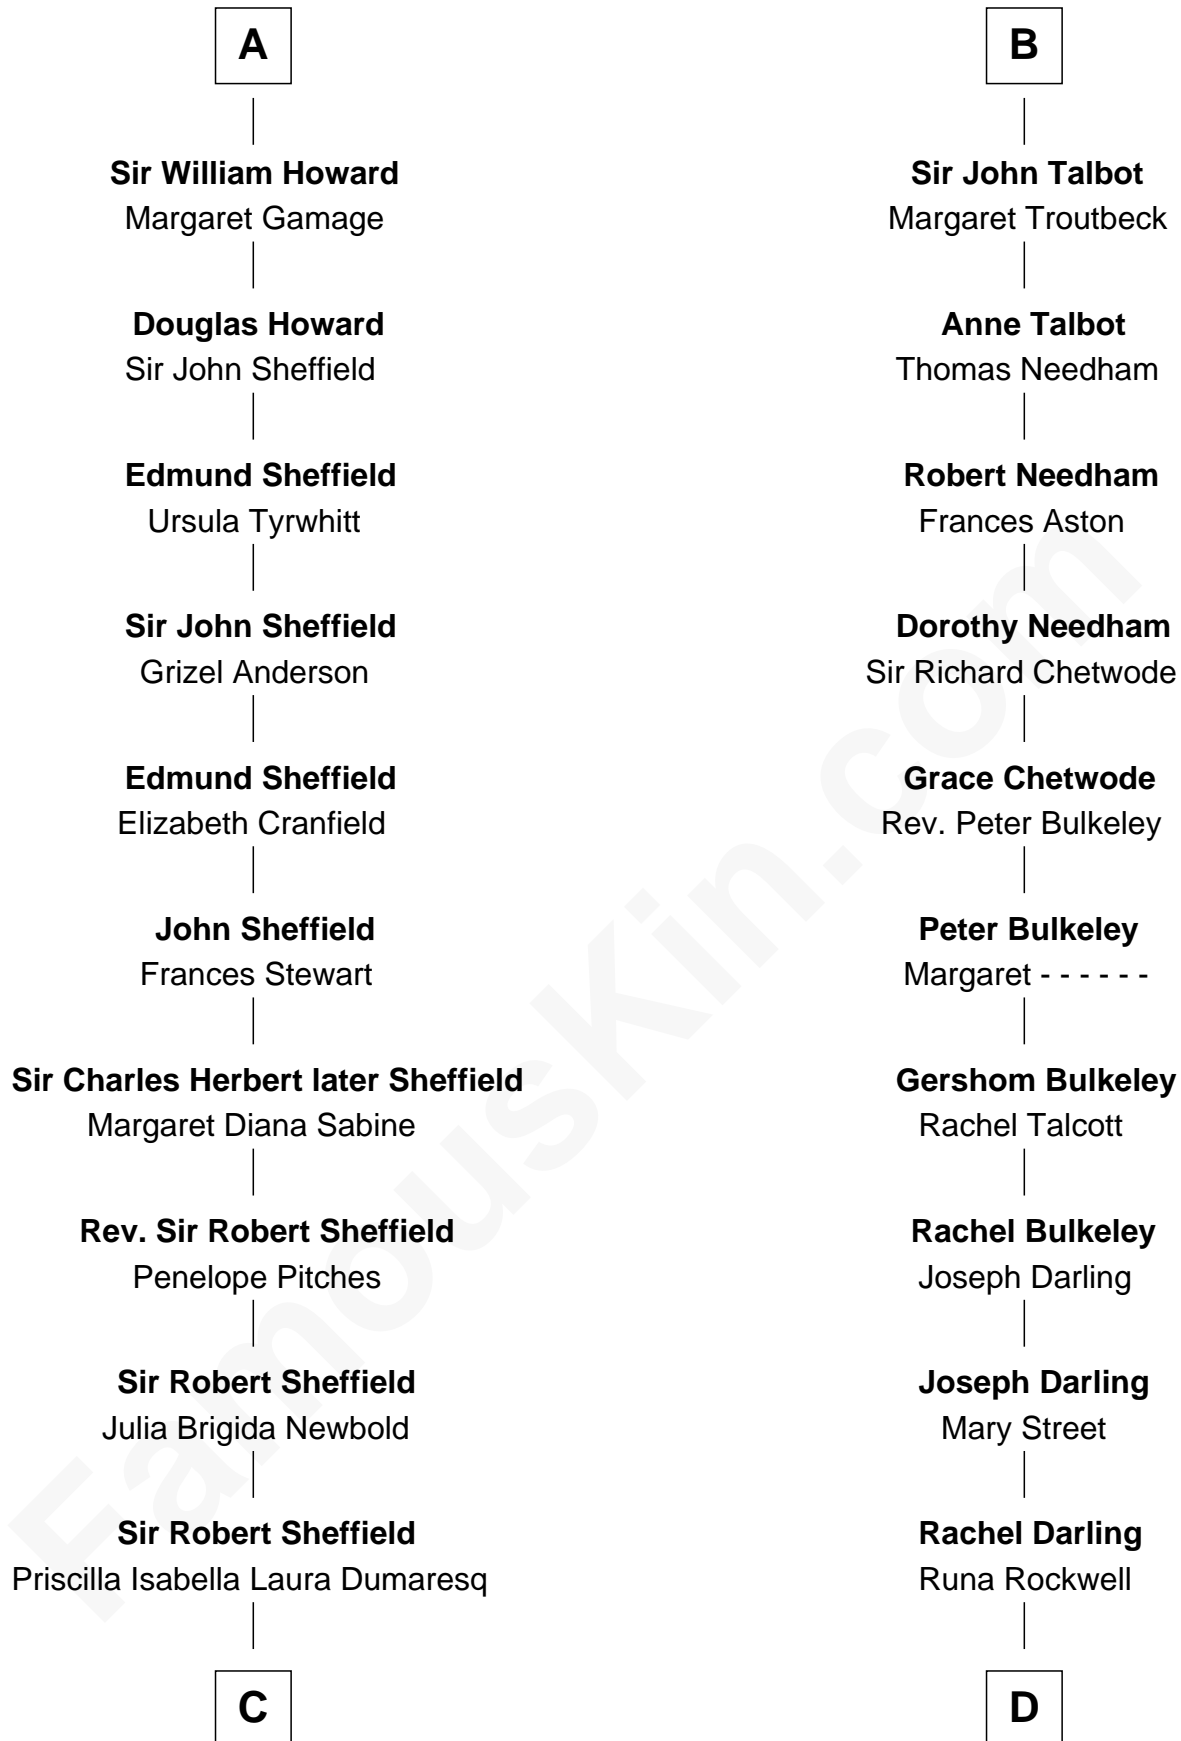 A
Sir William Howard
Margaret Gamage
Douglas Howard
Sir John Sheffield
Edmund Sheffield
Ursula Tyrwhitt
Sir John Sheffield
Grizel Anderson
Edmund Sheffield
Elizabeth Cranfield
John Sheffield
Frances Stewart
Sir Charles Herbert later Sheffield
Margaret Diana Sabine
Rev. Sir Robert Sheffield
Penelope Pitches
Sir Robert Sheffield
Julia Brigida Newbold
Sir Robert Sheffield
Priscilla Isabella Laura Dumaresq
C
B
Sir John Talbot
Margaret Troutbeck
Anne Talbot
Thomas Needham
Robert Needham
Frances Aston
Dorothy Needham
Sir Richard Chetwode
Grace Chetwode
Rev. Peter Bulkeley
Peter Bulkeley
Margaret - - - - - -
Gershom Bulkeley
Rachel Talcott
Rachel Bulkeley
Joseph Darling
Joseph Darling
Mary Street
Rachel Darling
Runa Rockwell
D
FamousKin.com